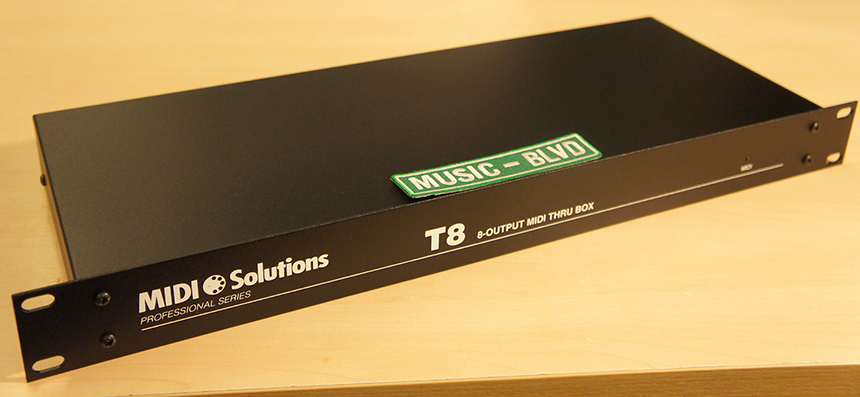 MUSIC - BLVD
MIDI Solutions
PROFESSIONAL SERIES
T8 8-OUTPUT MIDI THRU BOX
MIDI